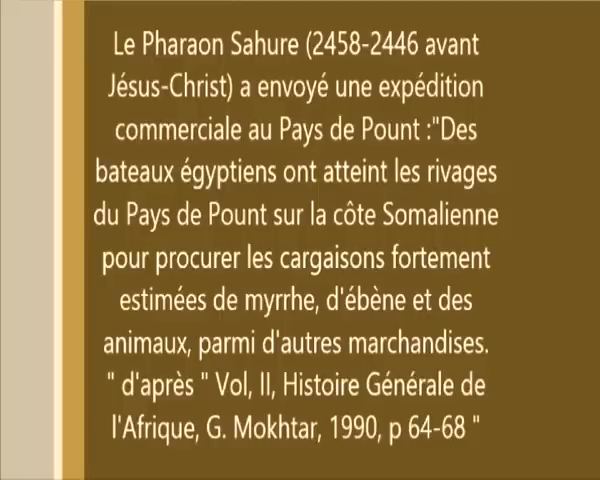 Le Pharaon Sahure (2458-2446 avant
Jésus-Christ) a envoyé une expédition
commerciale au Pays de Pount :"Des
bateaux égyptiens ont atteint les rivages
du Pays de Pount sur la côte Somalienne
pour procurer les cargaisons fortement
estimées de myrrhe, d'ébène et des
animaux, parmi d'autres marchandises.
" d'après " Vol, II, Histoire Générale de
l'Afrique, G. Mokhtar, 1990, p 64-68 "